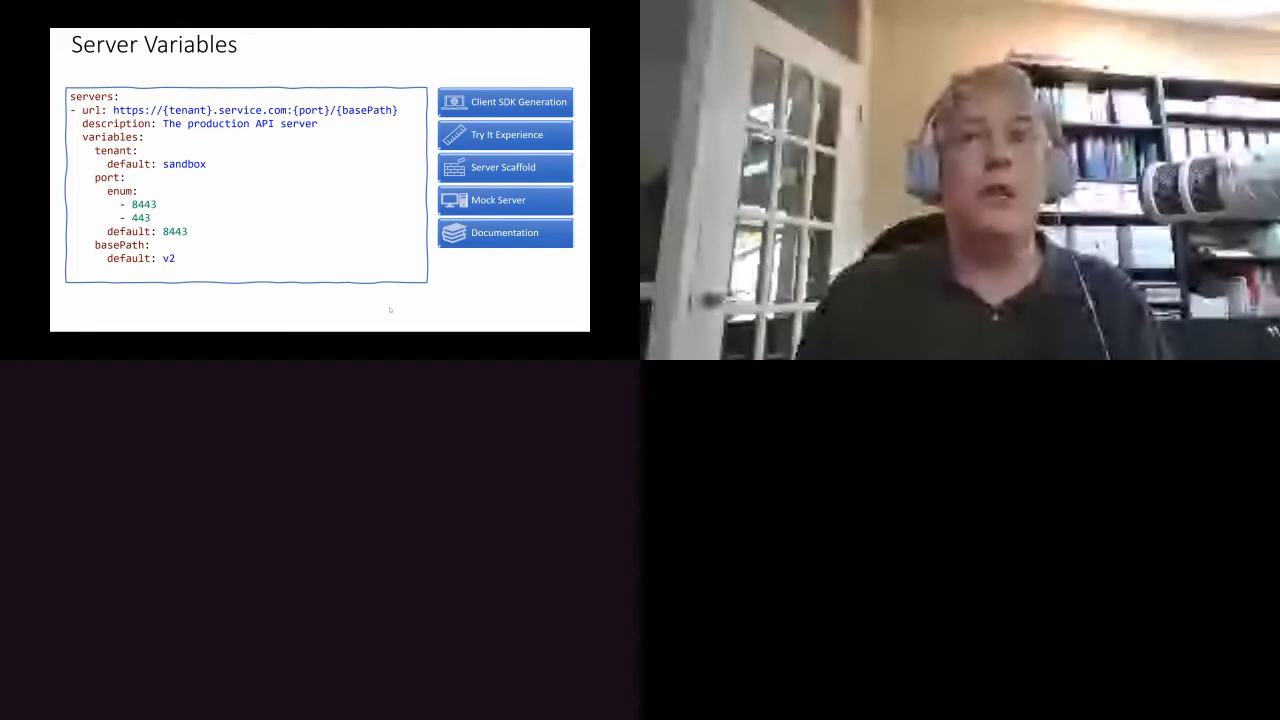 Server Variables
servers:
- url: https://{tenant}.service.com:{port}/{basePath}
  description: The production API server
  variables:
    tenant:
      default: sandbox
    port:
      enum:
        - 8443
        - 443
      default: 8443
    basePath:
      default: v2
Client SDK Generation
Try It Experience
Server Scaffold
Mock Server
Documentation